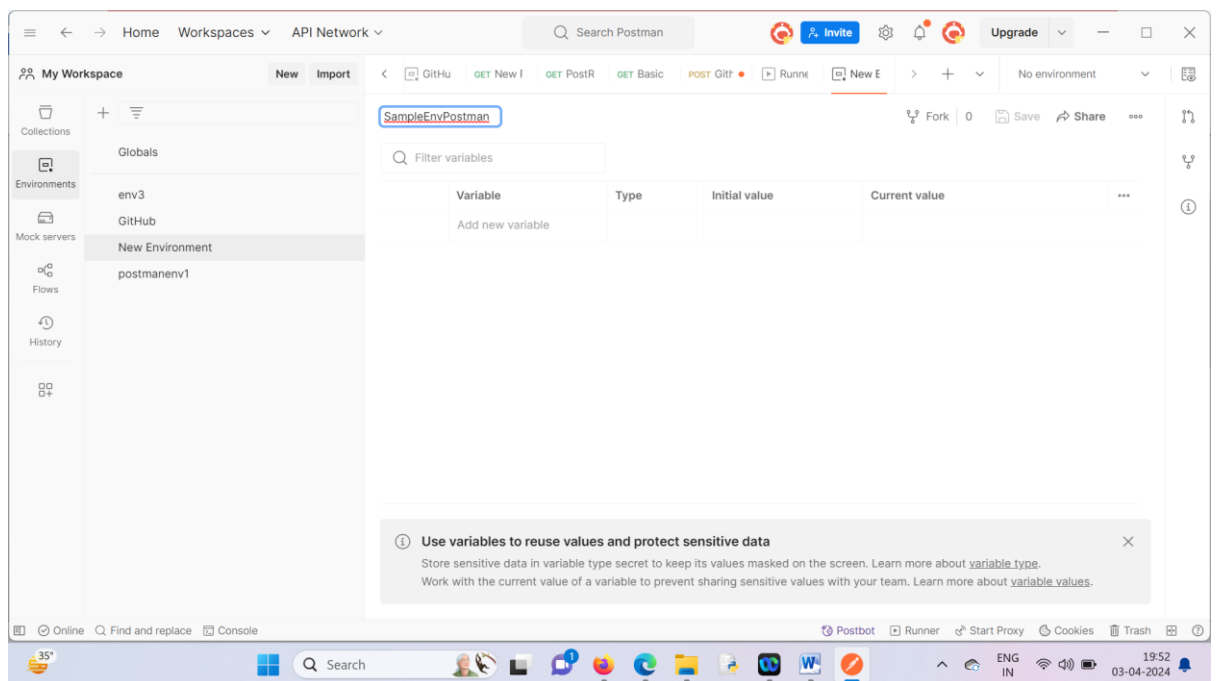 Home Workspaces API Network Search Postman Invite Upgrade
My Workspace New Import GitHu GET New F GET PostR GET Basic POST Gith Runne New E No environment
SampleEnvPostman Fork 0 Save Share
Collections
Globals
Filter variables
Environments
env3
Variable Type Initial value Current value
GitHub
Add new variable
Mock servers
New Environment
postmanenv1
Flows
History
Use variables to reuse values and protect sensitive data
Store sensitive data in variable type secret to keep its values masked on the screen. Learn more about variable type.
Work with the current value of a variable to prevent sharing sensitive values with your team. Learn more about variable values.
Online Find and replace Console Postbot Runner Start Proxy Cookies Trash
35° Search 1 ENG 19:52
IN 03-04-2024